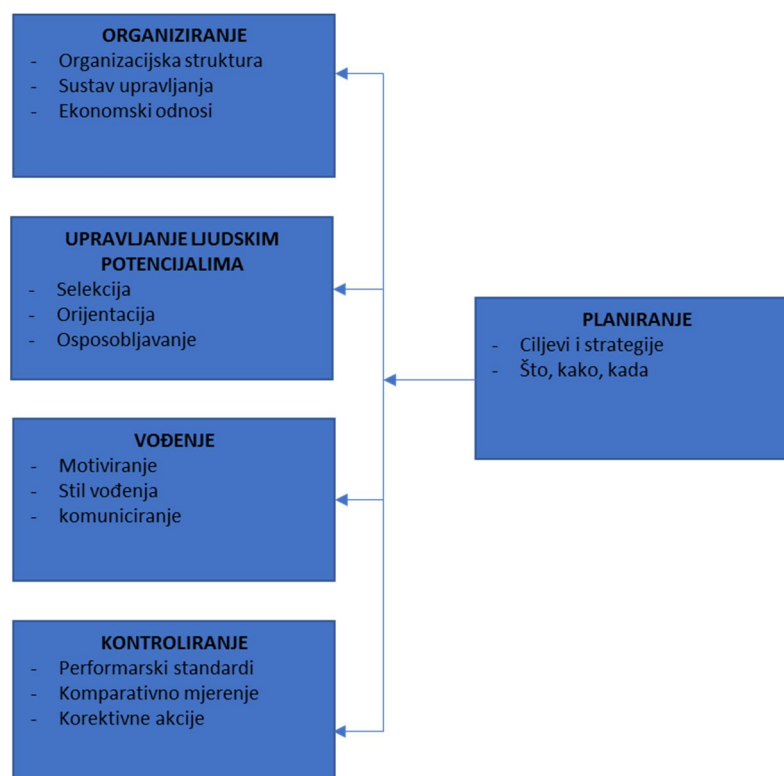 ORGANIZIRANJE
- Organizacijska struktura
- Sustav upravljanja
- Ekonomski odnosi
UPRAVLJANJE LJUDSKIM
POTENCIJALIMA
- Selekcija
- Orijentacija
- Osposobljavanje
PLANIRANJE
- Ciljevi i strategije
- Što, kako, kada
VOĐENJE
- Motiviranje
- Stil vođenja
- komuniciranje
KONTROLIRANJE
- Performarski standardi
- Komparativno mjerenje
- Korektivne akcije